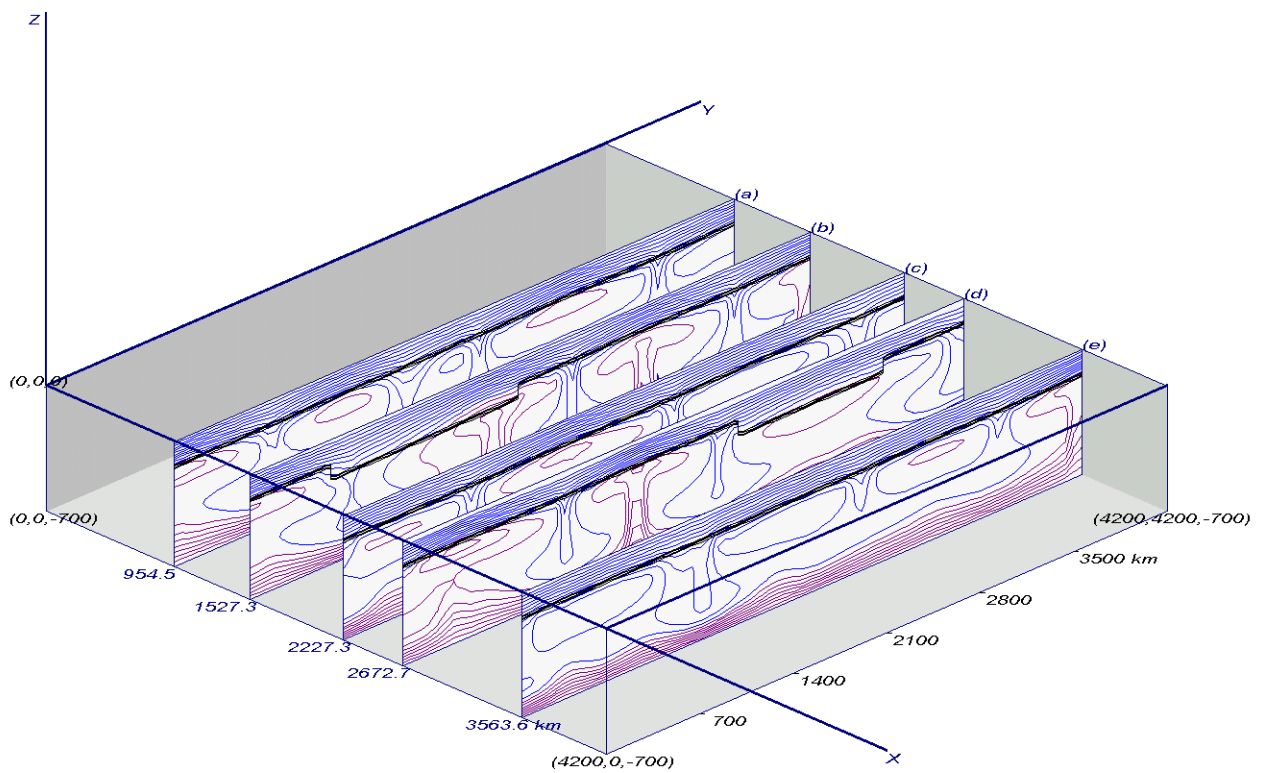 Z
Y
(a)
(b)
(c)
(d)
(e)
(0,0,0)
(0,0,-700)
954.5
1527.3
2227.3
2672.7
3563.6 km
(4200,0,-700)
700
1400
2100
2800
3500 km
(4200,4200,-700)
X